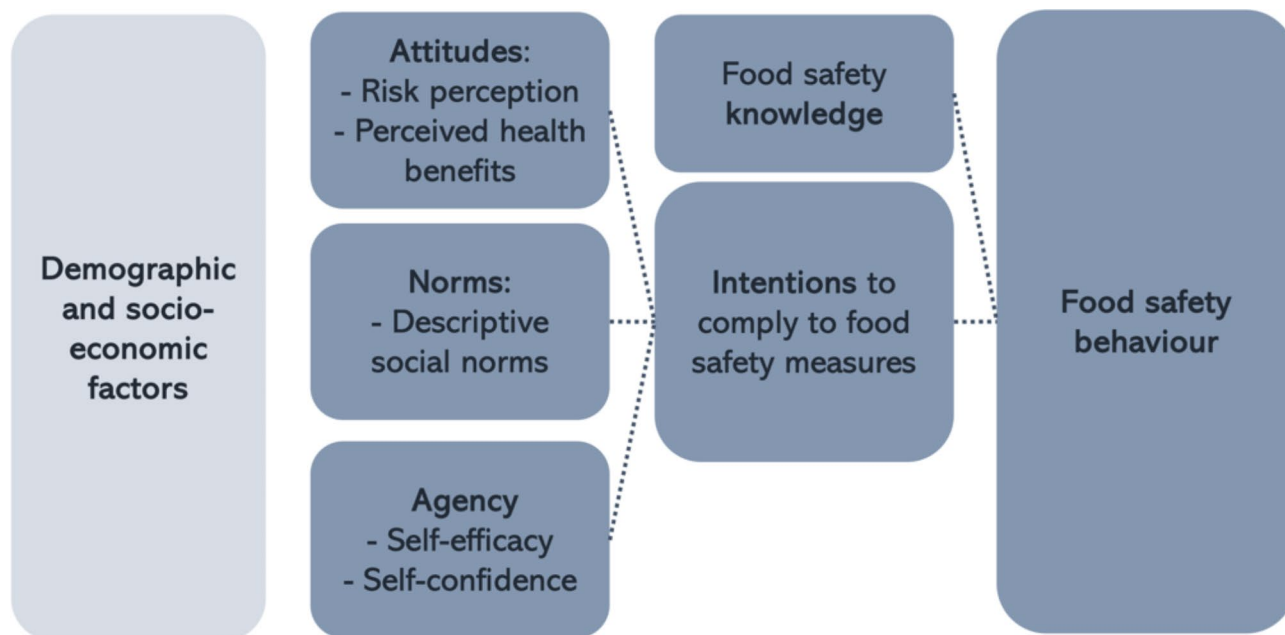 Demographic
and socio-
economic
factors
Attitudes:
- Risk perception
- Perceived health
benefits
Norms:
- Descriptive
social norms
Agency
- Self-efficacy
- Self-confidence
Food safety
knowledge
Intentions to
comply to food
safety measures
Food safety
behaviour